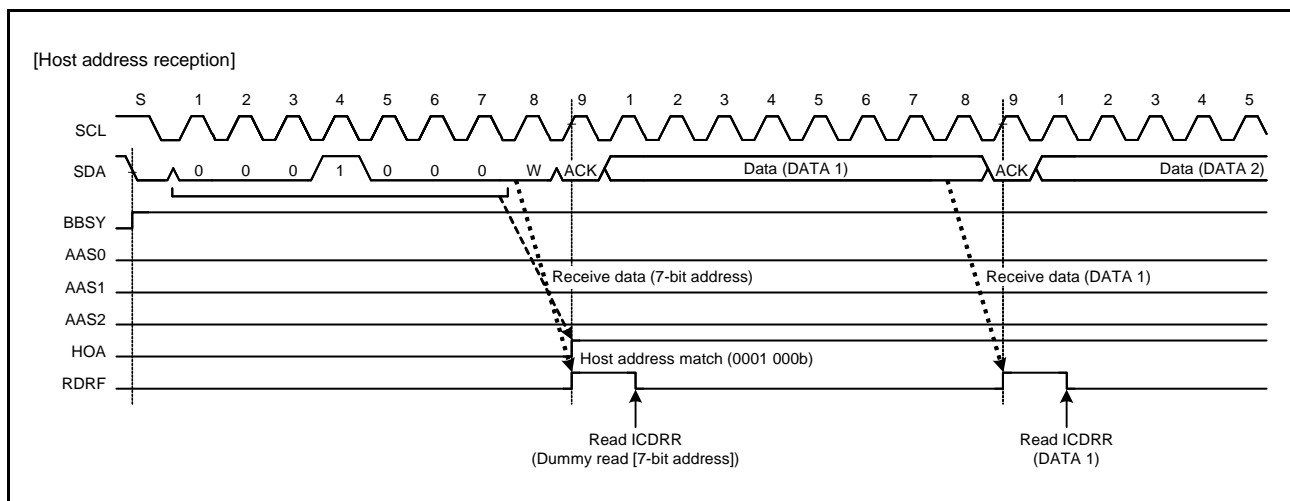 [Host address reception]
S 1 2 3 4 5 6 7 8 9 1 2 3 4 5 6 7 8 9 1 2 3 4 5
SCL
SDA 0 0 0 1 0 0 0 W ACK Data (DATA 1) ACK Data (DATA 2)
BBSY
AAS0
Receive data (7-bit address) Receive data (DATA 1)
AAS1
AAS2
HOA
Host address match (0001 000b)
RDRF
Read ICDRR Read ICDRR
(Dummy read [7-bit address]) (DATA 1)